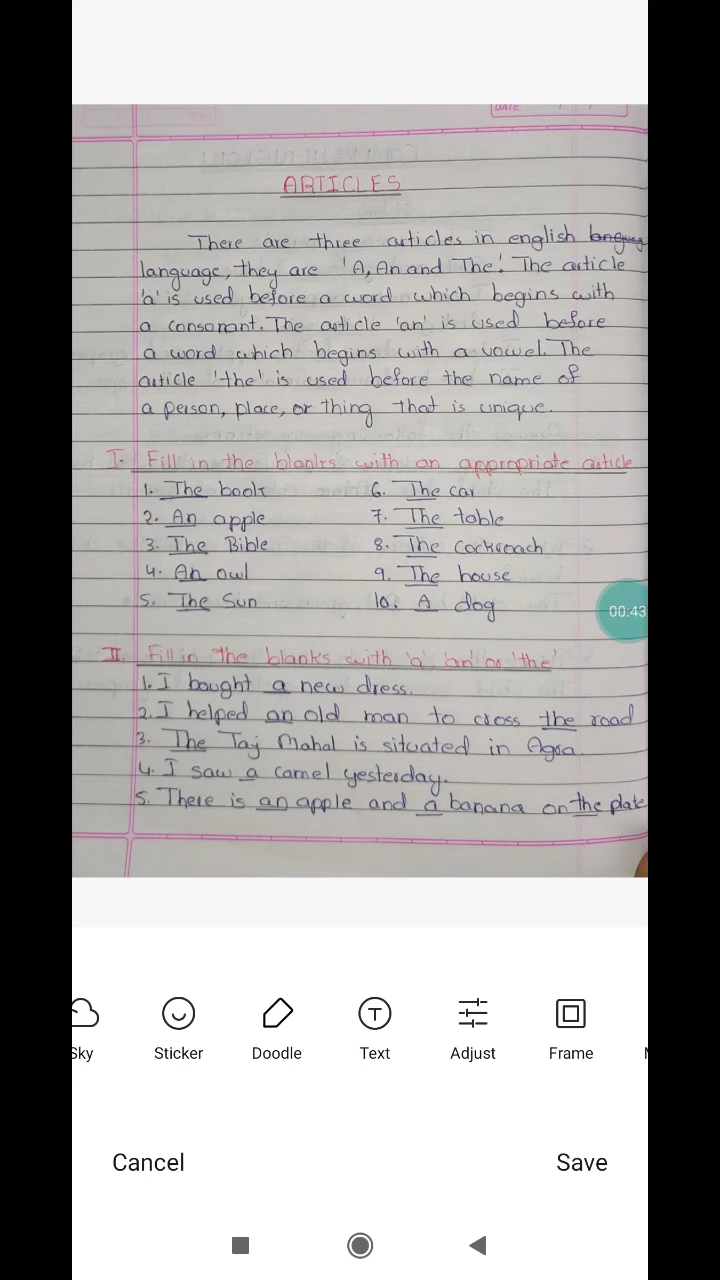 DATE
ARTICLES
There are three articles in english
language, they are 'A, An and The'. The article
'a' is used before a word which begins with
a consonant. The article 'an' is used before
a word which begins with a vowel. The
article 'the' is used before the name of
a person, place, or thing that is unique.
I. Fill in the blanks with an appropriate article
1. The book
2. An apple
3. The Bible
4. An owl
5. The Sun
6. The car
7. The table
8. The Cockroach
9. The house
10. A dog
II. Fill in the blanks with 'a' 'an' or 'the'
1. I bought a new dress.
2. I helped an old man to cross the road
3. The Taj Mahal is situated in Agra
4. I saw a camel yesterday.
5. There is an apple and a banana on the plate
00:43
Sky
Sticker
Doodle
Text
Adjust
Frame
Cancel
Save